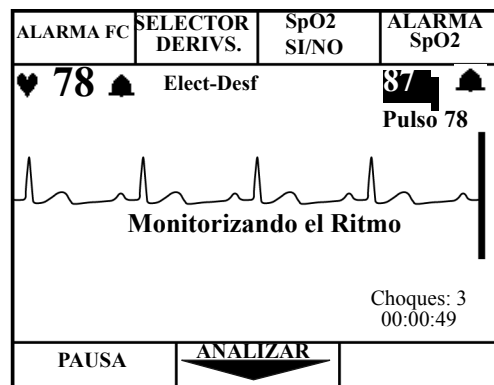 ALARMA FC
SELECTOR
DERIVS.
SpO2
SI/NO
ALARMA
SpO2
78
Elect-Desf
87
Pulso 78
Monitorizando el Ritmo
Choques: 3
00:00:49
PAUSA
ANALIZAR